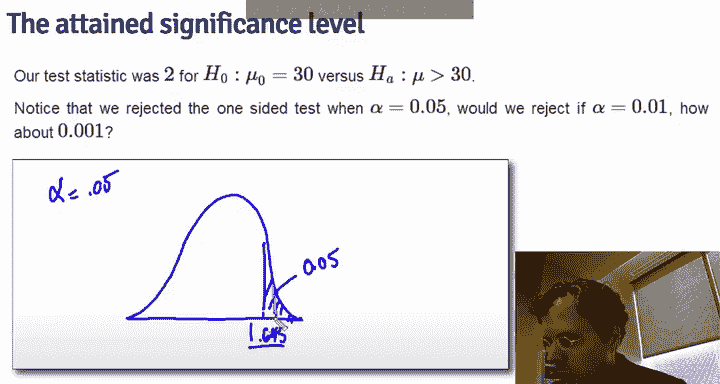 The attained significance level
Our test statistic was 2 for H₀ : μ₀ = 30 versus Hₐ : μ > 30.
Notice that we rejected the one sided test when α = 0.05, would we reject if α = 0.01, how
about 0.001?
α = .05
0.05
1.645